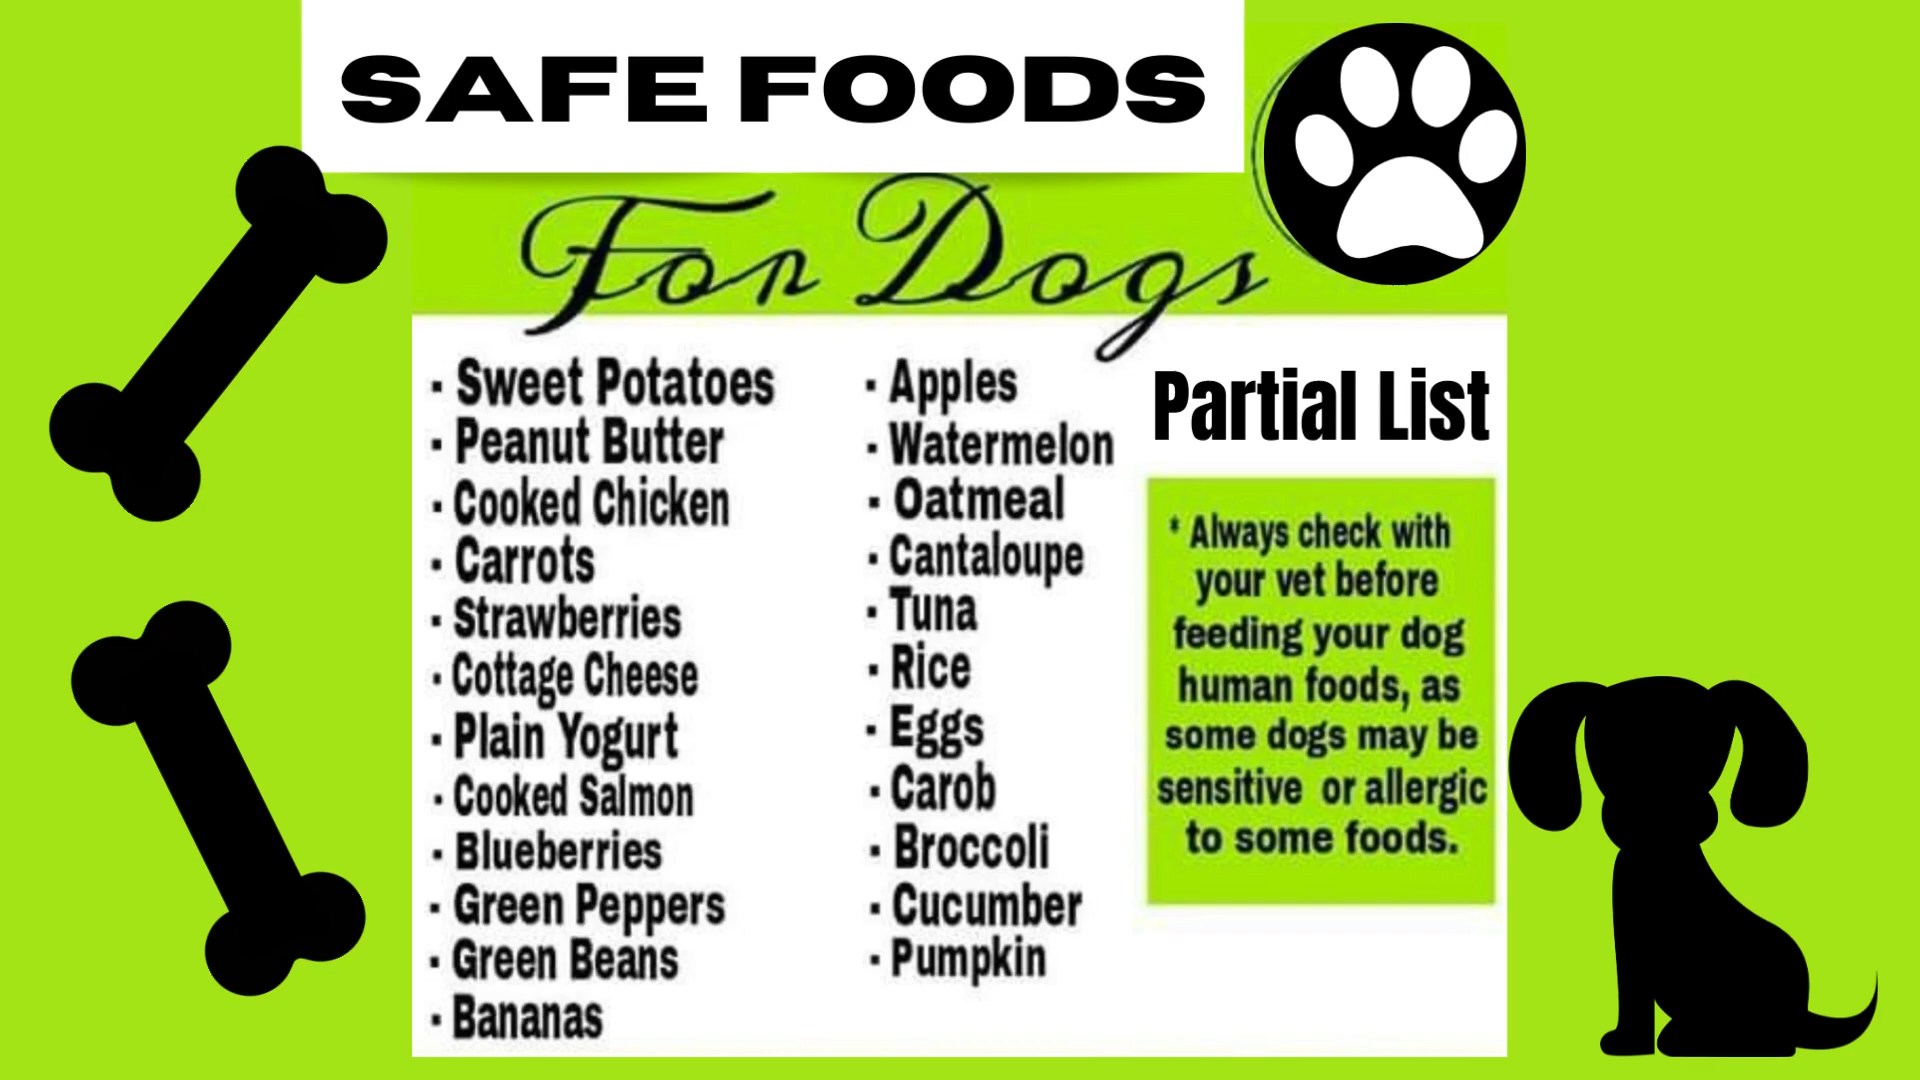 SAFE FOODS
For Dogs
- Sweet Potatoes
- Peanut Butter
- Cooked Chicken
- Carrots
- Strawberries
- Cottage Cheese
- Plain Yogurt
- Cooked Salmon
- Blueberries
- Green Peppers
- Green Beans
- Bananas
- Apples
- Watermelon
- Oatmeal
- Cantaloupe
- Tuna
- Rice
- Eggs
- Carob
- Broccoli
- Cucumber
- Pumpkin
Partial List
* Always check with
your vet before
feeding your dog
human foods, as
some dogs may be
sensitive or allergic
to some foods.